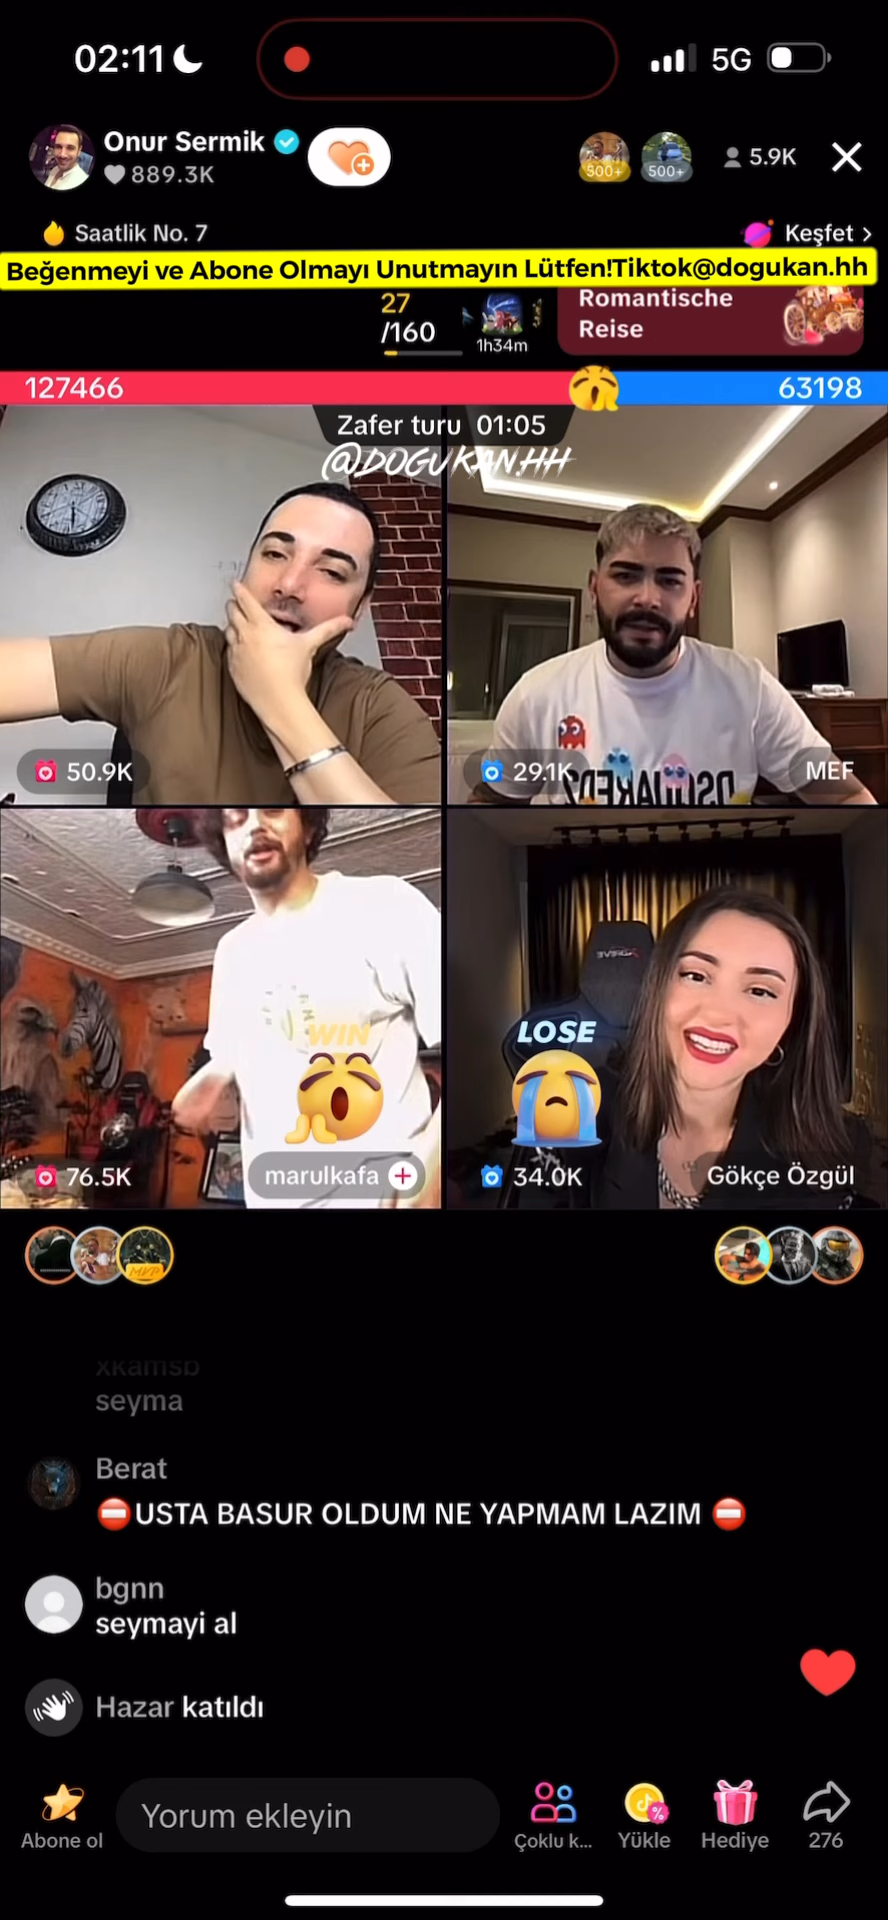 02:11
5G
Onur Sermik
889.3K
500+
500+
5.9K
Saatlik No. 7
Keşfet
Beğenmeyi ve Abone Olmayı Unutmayın Lütfen!Tiktok@dogukan.hh
27
/160
1h34m
Romantische
Reise
127466
63198
Zafer turu 01:05
@DOGUKAN.HH
50.9K
29.1K
MEF
WIN
LOSE
76.5K
marulkafa
34.0K
Gökçe Özgül
MVP
xkamsb
seyma
Berat
⛔USTA BASUR OLDUM NE YAPMAM LAZIM ⛔
bgnn
seymayi al
Hazar katıldı
Abone ol
Yorum ekleyin
Çoklu k...
Yükle
Hediye
276